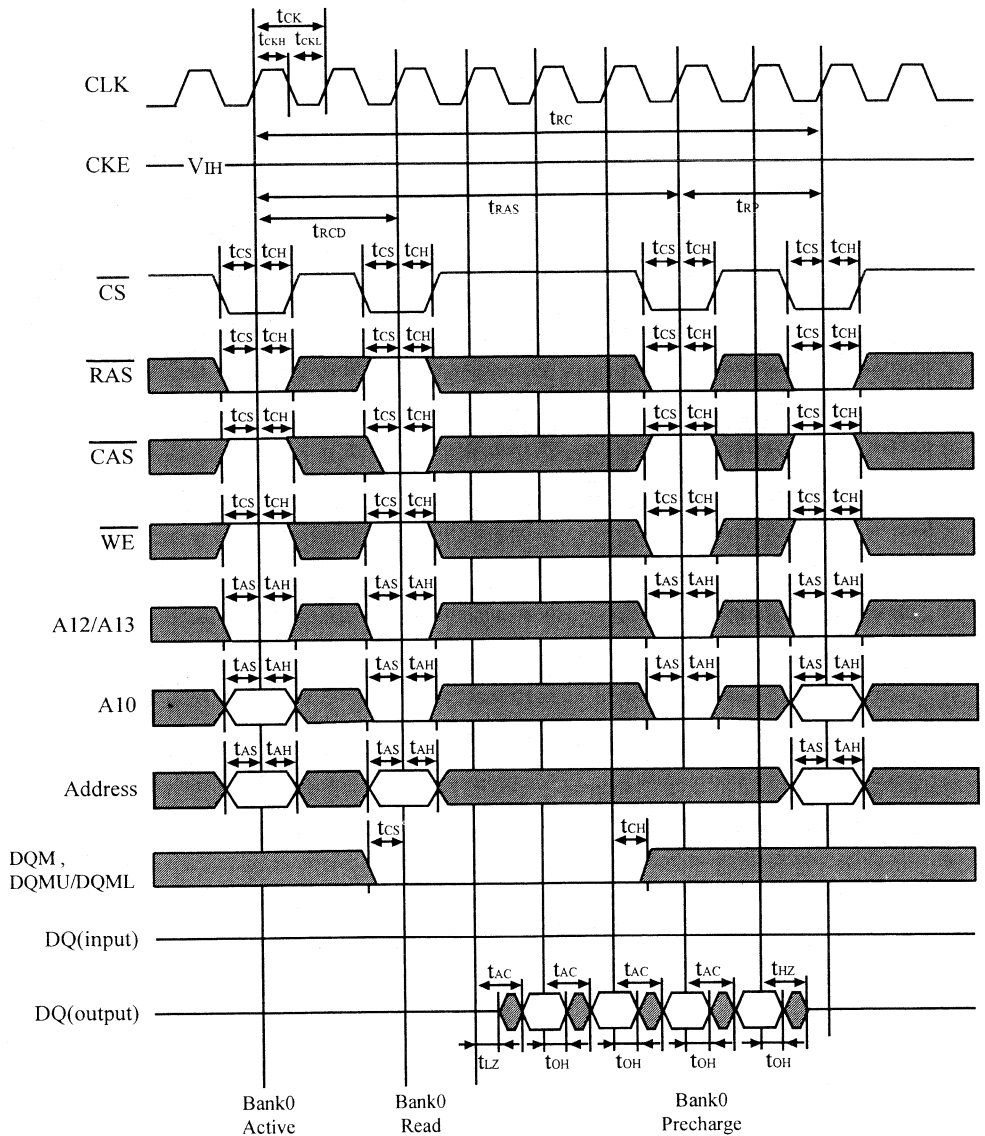 tCK
tCKH tCKL
CLK
tRC
CKE VIH
tRAS tRP
tRCD
tCS tCH tCS tCH tCS tCH tCS tCH
CS
tCS tCH tCS tCH tCS tCH tCS tCH
RAS
tCS tCH tCS tCH tCS tCH tCS tCH
CAS
tCS tCH tCS tCH tCS tCH tCS tCH
WE
tAS tAH tAS tAH tAS tAH tAS tAH
A12/A13
tAS tAH tAS tAH tAS tAH tAS tAH
A10
tAS tAH tAS tAH tAS tAH
Address
tCS tCH
DQM ,
DQMU/DQML
DQ(input)
tAC tAC tAC tAC tHZ
DQ(output)
tLZ tOH tOH tOH tOH
Bank0 Bank0 Bank0
Active Read Precharge